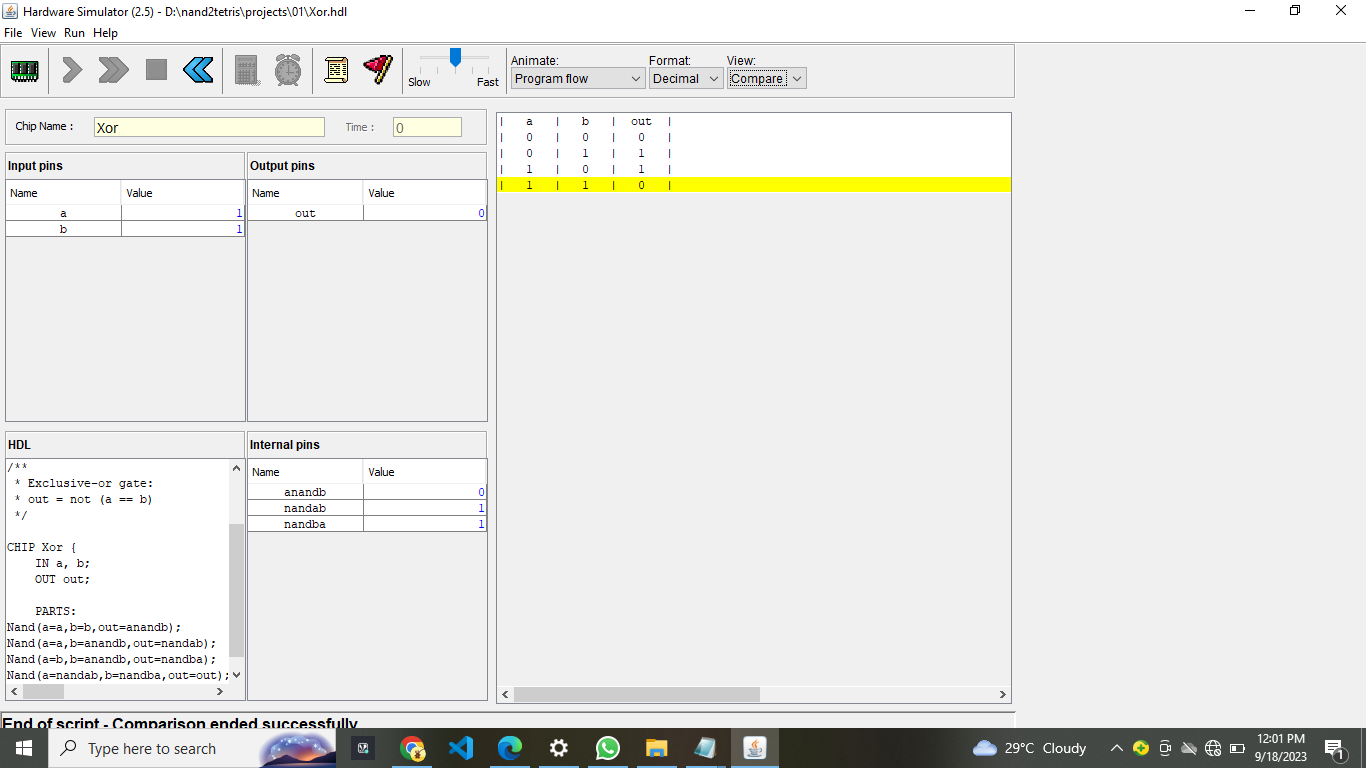 Hardware Simulator (2.5) - D:\nand2tetris\projects\01\Xor.hdl
File View Run Help
Slow Fast
Animate: Format: View:
Program flow Decimal Compare
Chip Name : Xor Time : 0
Input pins
Name Value
a 1
b 1
Output pins
Name Value
out 0
| a | b | out |
| 0 | 0 | 0 |
| 0 | 1 | 1 |
| 1 | 0 | 1 |
| 1 | 1 | 0 |
HDL
/**
* Exclusive-or gate:
* out = not (a == b)
*/
CHIP Xor {
IN a, b;
OUT out;
PARTS:
Nand(a=a,b=b,out=anandb);
Nand(a=a,b=anandb,out=nandab);
Nand(a=b,b=anandb,out=nandba);
Nand(a=nandab,b=nandba,out=out);
Internal pins
Name Value
anandb 0
nandab 1
nandba 1
End of script - Comparison ended successfully
Type here to search
29°C Cloudy
12:01 PM
9/18/2023
1